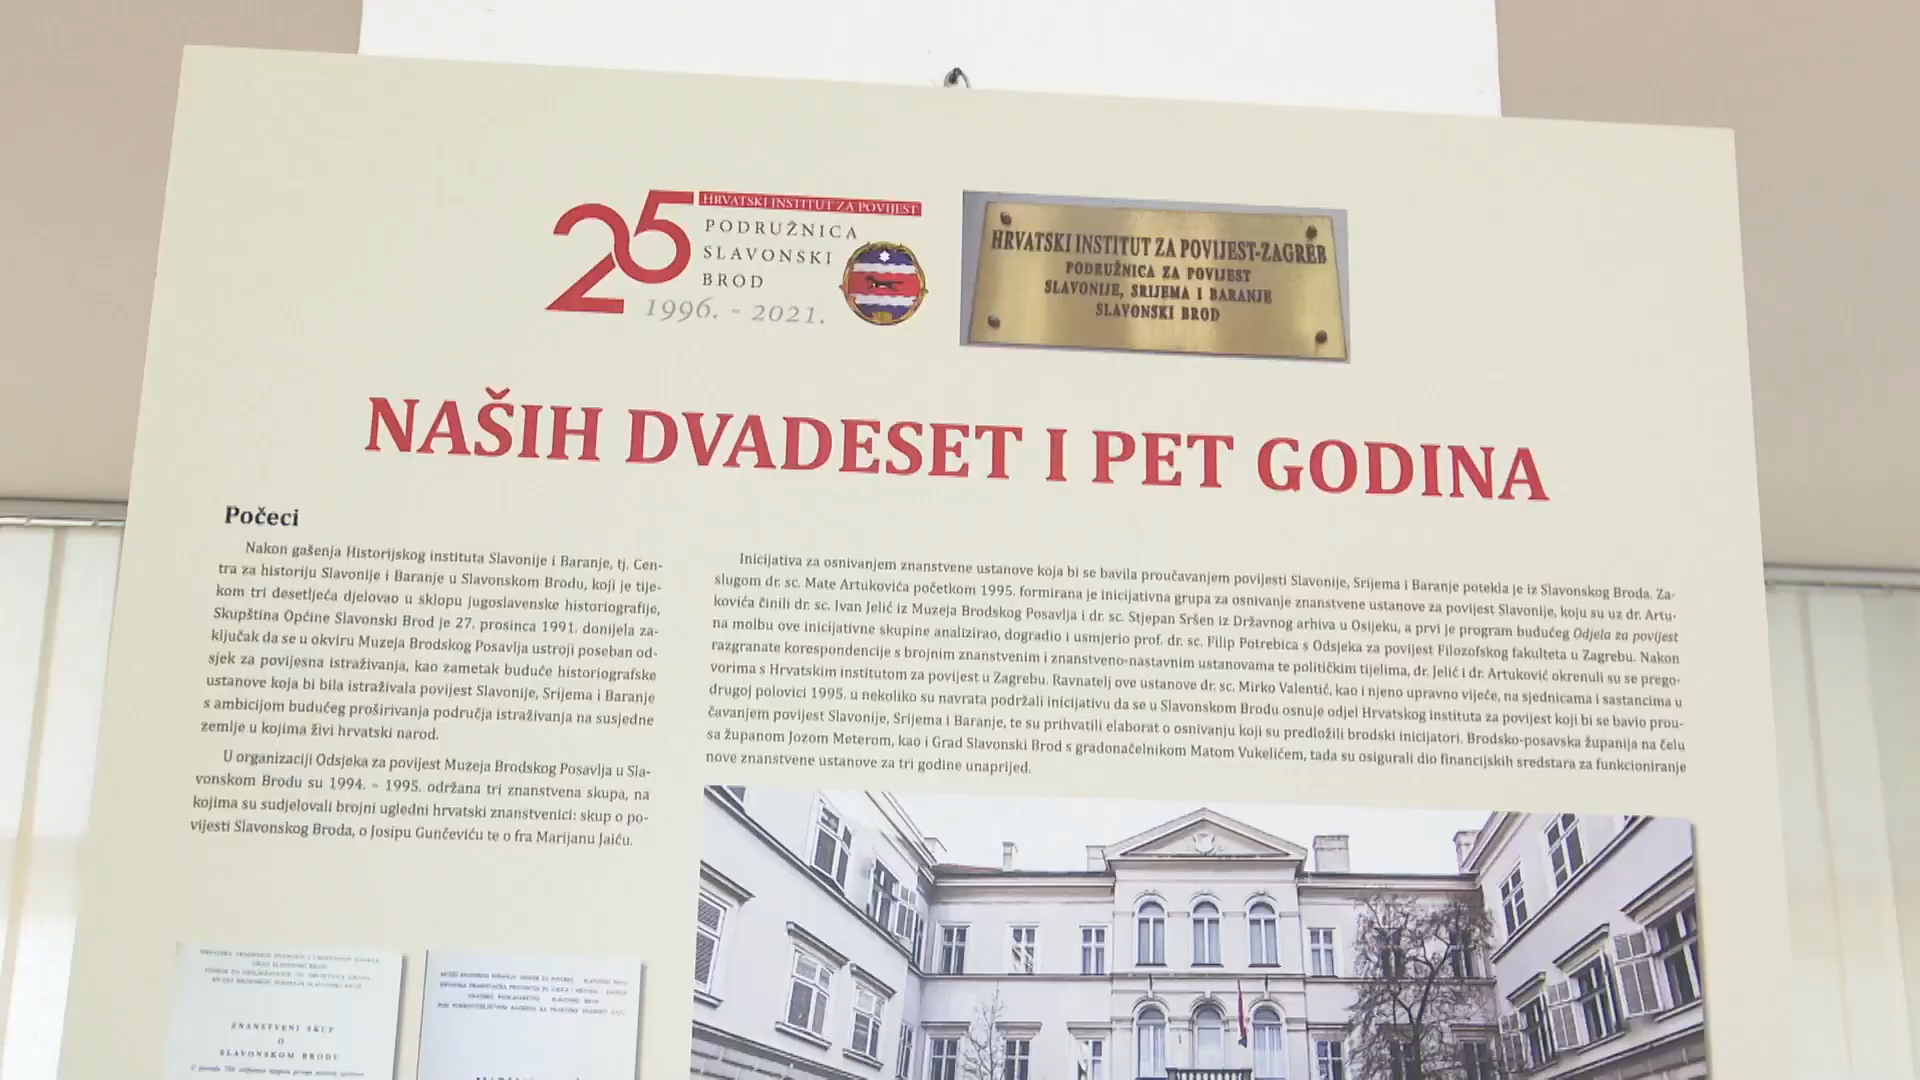 25
HRVATSKI INSTITUT ZA POVIJEST
PODRUŽNICA
SLAVONSKI
BROD
1996. - 2021.
HRVATSKI INSTITUT ZA POVIJEST-ZAGREB
PODRUŽNICA ZA POVIJEST
SLAVONIJE, SRIJEMA I BARANJE
SLAVONSKI BROD
NAŠIH DVADESET I PET GODINA
Počeci
Nakon gašenja Historijskog instituta Slavonije i Baranje, tj. Cen-
tra za historiju Slavonije i Baranje u Slavonskom Brodu, koji je tije-
kom tri desetljeća djelovao u sklopu jugoslavenske historiografije,
Skupština Općine Slavonski Brod je 27. prosinca 1991. donijela za-
ključak da se u okviru Muzeja Brodskog Posavlja ustroji poseban od-
sjek za povijesna istraživanja, kao zametak buduće historiografske
ustanove koja bi bila istraživala povijest Slavonije, Srijema i Baranje
s ambicijom budućeg proširivanja područja istraživanja na susjedne
zemlje u kojima živi hrvatski narod.
U organizaciji Odsjeka za povijest Muzeja Brodskog Posavlja u Sla-
vonskom Brodu su 1994. - 1995. održana tri znanstvena skupa, na
kojima su sudjelovali brojni ugledni hrvatski znanstvenici: skup o po-
vijesti Slavonskog Broda, o Josipu Gunčeviću te o fra Marijanu Jaiću.
Inicijativa za osnivanjem znanstvene ustanove koja bi se bavila proučavanjem povijesti Slavonije, Srijema i Baranje potekla je iz Slavonskog Broda. Za-
slugom dr. sc. Mate Artukovića početkom 1995. formirana je inicijativna grupa za osnivanje znanstvene ustanove za povijest Slavonije, koju su uz dr. Artu-
kovića činili dr. sc. Ivan Jelić iz Muzeja Brodskog Posavlja i dr. sc. Stjepan Sršen iz Državnog arhiva u Osijeku, a prvi je program budućeg Odjela za povijest
na molbu ove inicijativne skupine analizirao, dogradio i usmjerio prof. dr. sc. Filip Potrebica s Odsjeka za povijest Filozofskog fakulteta u Zagrebu. Nakon
razgranate korespondencije s brojnim znanstvenim i znanstveno-nastavnim ustanovama te političkim tijelima, dr. Jelić i dr. Artuković okrenuli su se prego-
vorima s Hrvatskim institutom za povijest u Zagrebu. Ravnatelj ove ustanove dr. sc. Mirko Valentić, kao i njeno upravno vijeće, na sjednicama i sastancima u
drugoj polovici 1995. u nekoliko su navrata podržali inicijativu da se u Slavonskom Brodu osnuje odjel Hrvatskog instituta za povijest koji bi se bavio prou-
čavanjem povijest Slavonije, Srijema i Baranje, te su prihvatili elaborat o osnivanju koji su predložili brodski inicijatori. Brodsko-posavska županija na čelu
sa županom Jozom Meterom, kao i Grad Slavonski Brod s gradonačelnikom Matom Vukelićem, tada su osigurali dio financijskih sredstara za funkcioniranje
nove znanstvene ustanove za tri godine unaprijed.
ZNANSTVENI SKUP
O
SLAVONSKOM BRODU